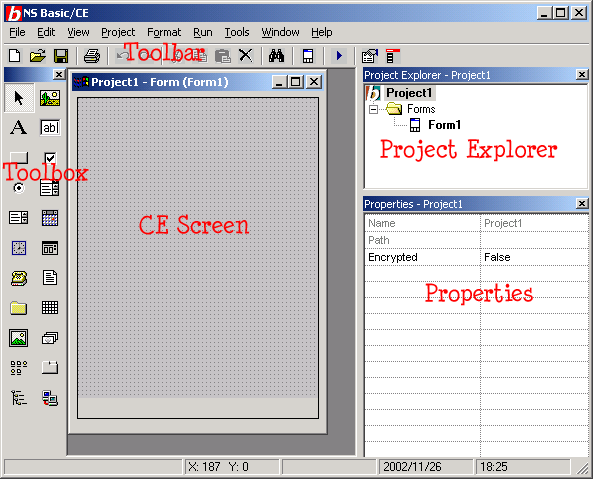 NS Basic/CE
File Edit View Project Format Run Tools Window Help
Toolbar
Project1 - Form (Form1)
A
ab
Toolbox
CE Screen
Project Explorer - Project1
Project1
Forms
Form1
Project Explorer
Properties - Project1
Name Project1
Path
Encrypted False
Properties
X: 187 Y: 0
2002/11/26
18:25